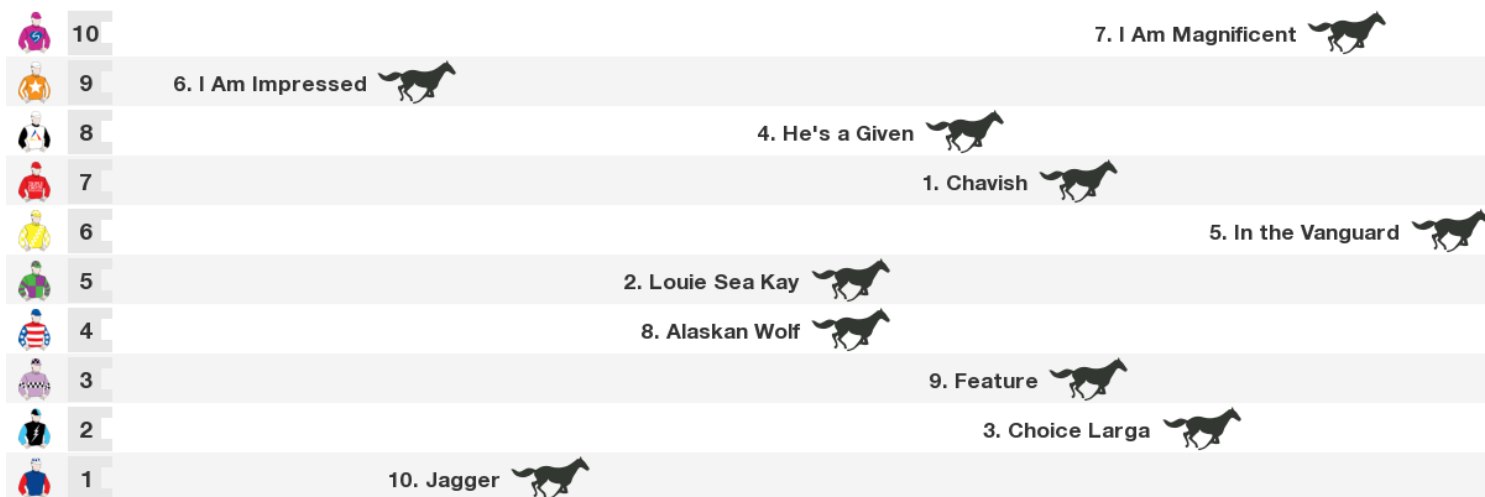 10 7. I Am Magnificent
9 6. I Am Impressed
8 4. He's a Given
7 1. Chavish
6 5. In the Vanguard
5 2. Louie Sea Kay
4 8. Alaskan Wolf
3 9. Feature
2 3. Choice Larga
1 10. Jagger